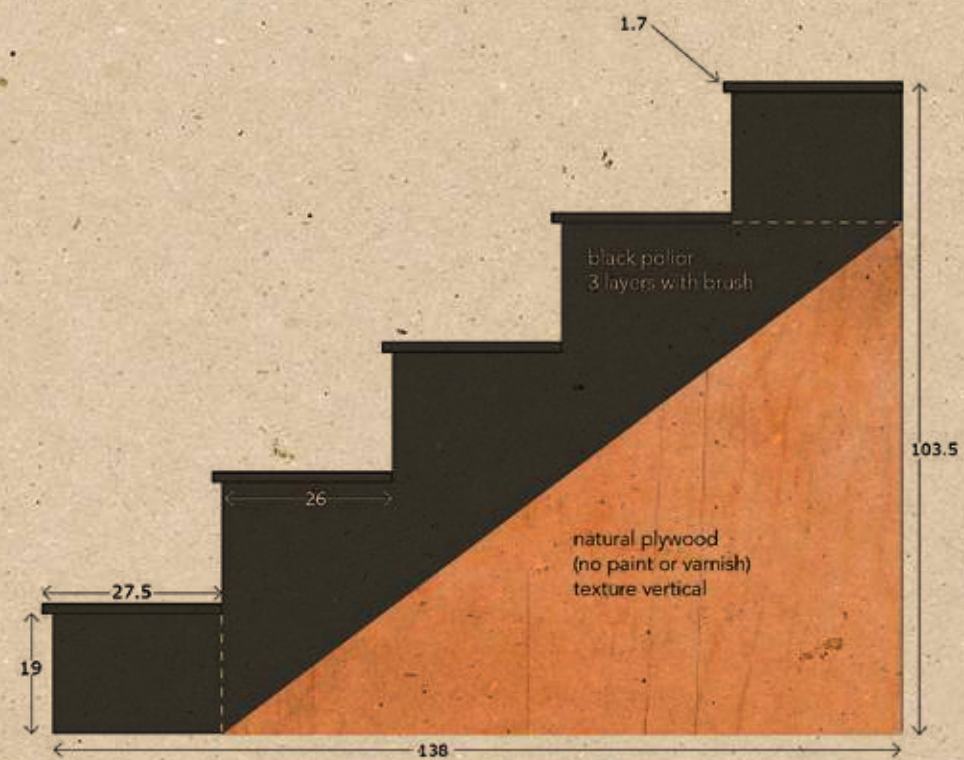 1.7
black polior
3 layers with brush
103.5
26
natural plywood
(no paint or varnish)
texture vertical
27.5
19
138